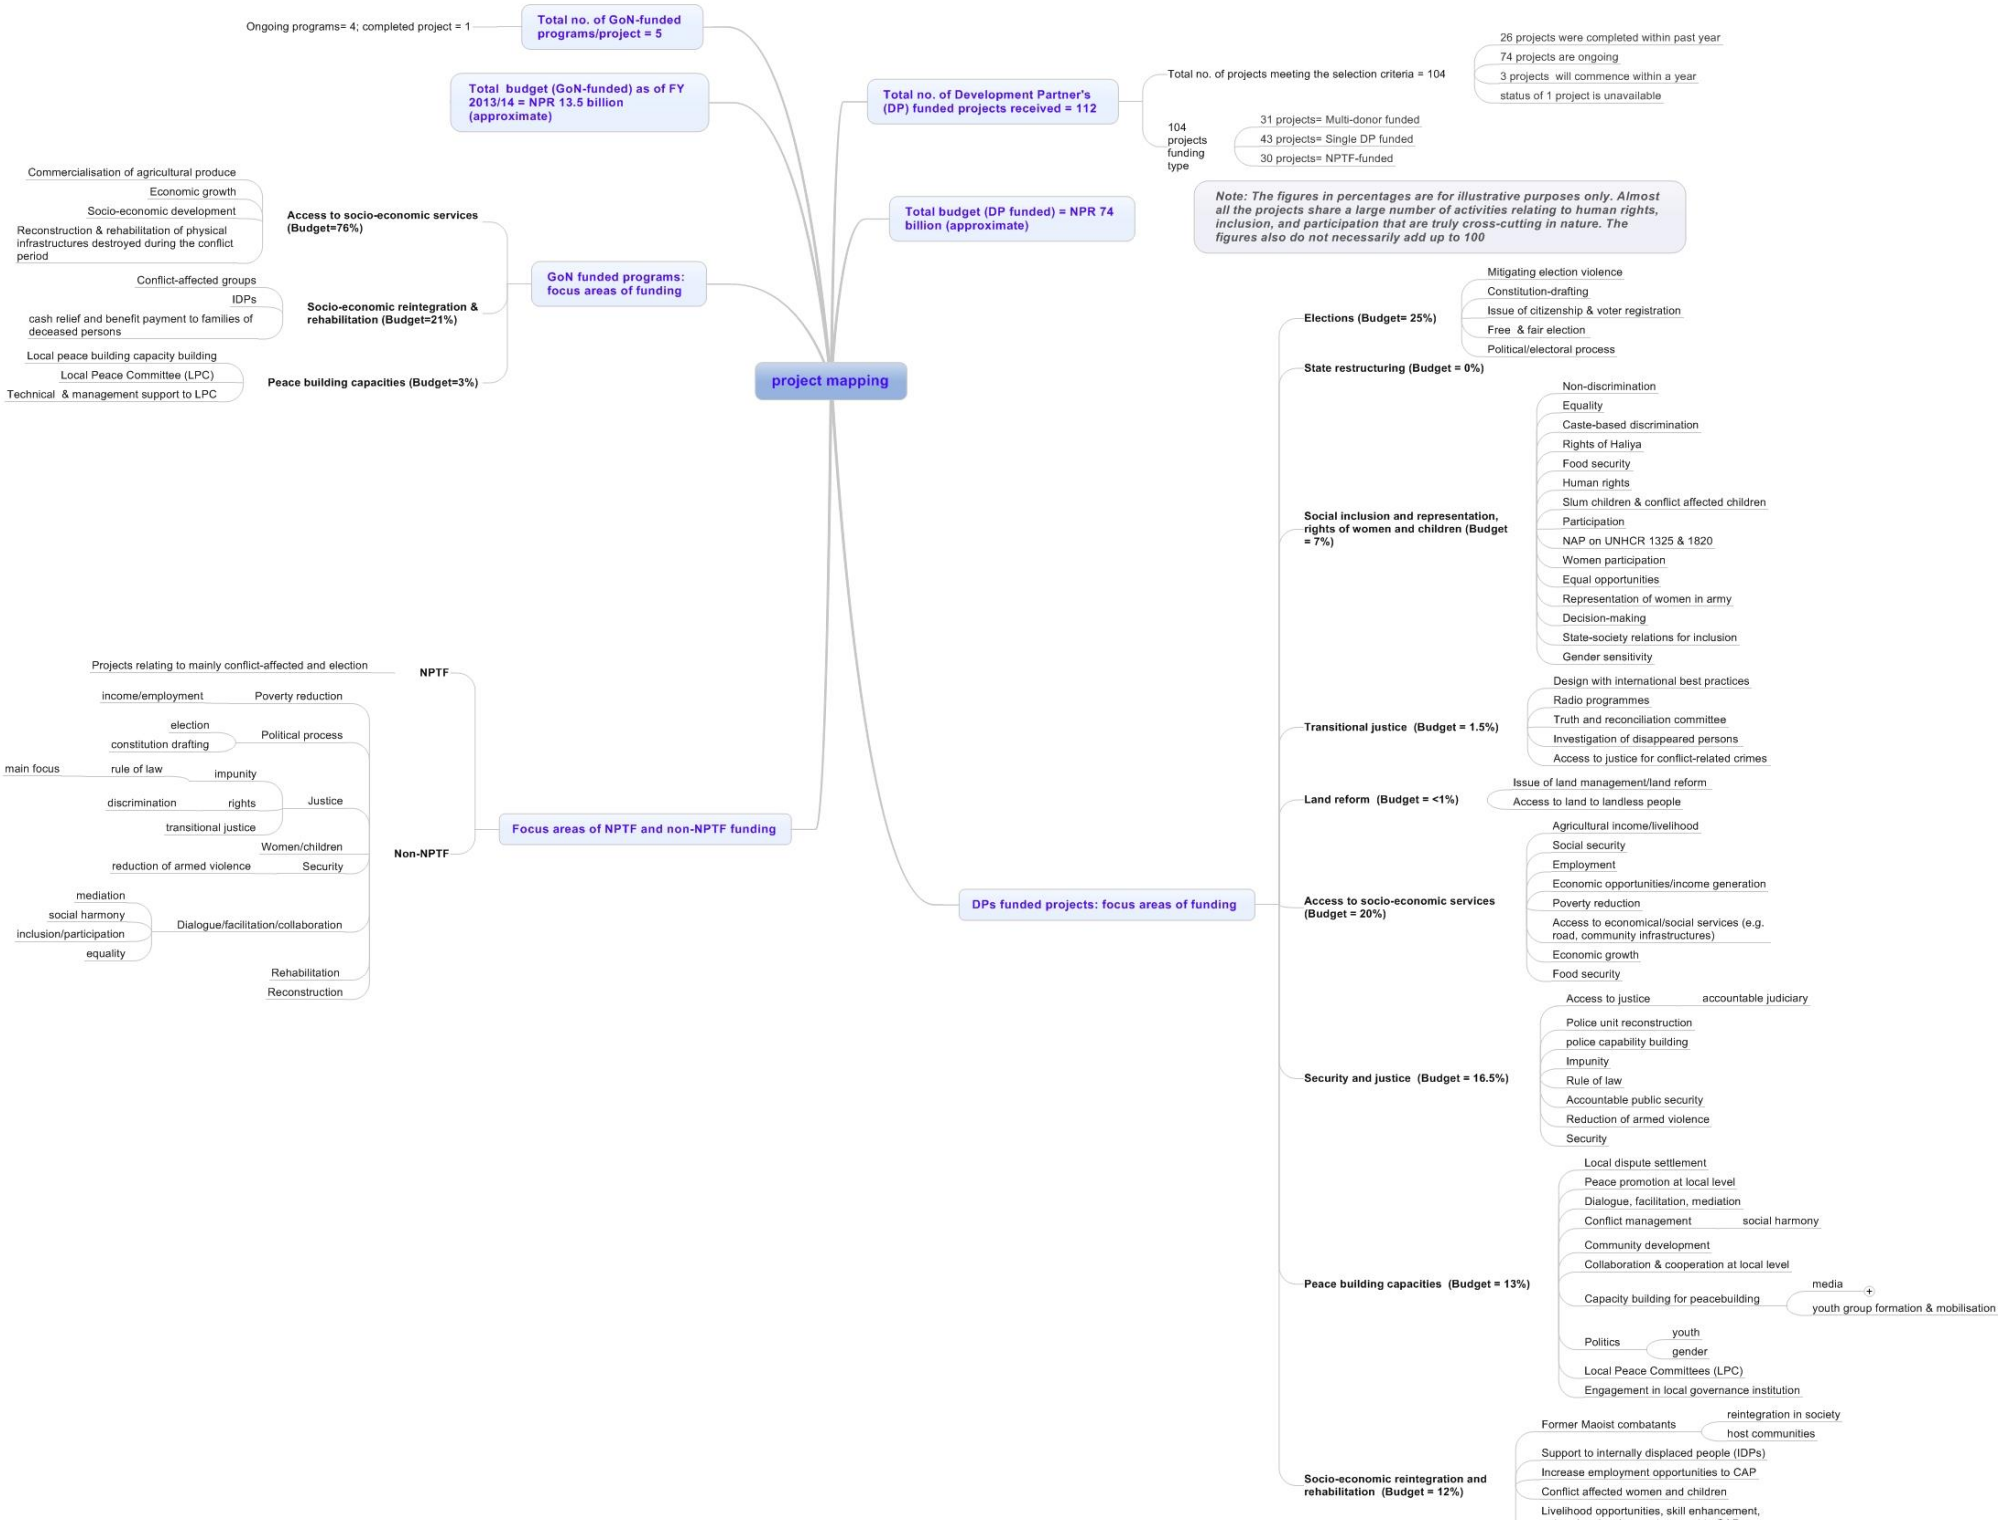 Ongoing programs= 4; completed project = 1
Total no. of GoN-funded
programs/project = 5
Total  budget (GoN-funded) as of FY
2013/14 = NPR 13.5 billion
(approximate)
Commercialisation of agricultural produce
Economic growth
Socio-economic development
Reconstruction & rehabilitation of physical
infrastructures destroyed during the conflict
period
Access to socio-economic services
(Budget=76%)
Conflict-affected groups
IDPs
cash relief and benefit payment to families of
deceased persons
Socio-economic reintegration &
rehabilitation (Budget=21%)
Local peace building capacity building
Local Peace Committee (LPC)
Technical  & management support to LPC
Peace building capacities (Budget=3%)
GoN funded programs:
focus areas of funding
project mapping
Projects relating to mainly conflict-affected and election
NPTF
income/employment
Poverty reduction
election
constitution drafting
Political process
main focus
rule of law
impunity
discrimination
rights
transitional justice
Justice
Women/children
reduction of armed violence
Security
mediation
social harmony
inclusion/participation
equality
Dialogue/facilitation/collaboration
Rehabilitation
Reconstruction
Non-NPTF
Focus areas of NPTF and non-NPTF funding
Total no. of Development Partner's
(DP) funded projects received = 112
Total no. of projects meeting the selection criteria = 104
26 projects were completed within past year
74 projects are ongoing
3 projects  will commence within a year
status of 1 project is unavailable
104
projects
funding
type
31 projects= Multi-donor funded
43 projects= Single DP funded
30 projects= NPTF-funded
Total budget (DP funded) = NPR 74
billion (approximate)
Note: The figures in percentages are for illustrative purposes only. Almost
all the projects share a large number of activities relating to human rights,
inclusion, and participation that are truly cross-cutting in nature. The
figures also do not necessarily add up to 100
DPs funded projects: focus areas of funding
Elections (Budget= 25%)
Mitigating election violence
Constitution-drafting
Issue of citizenship & voter registration
Free  & fair election
Political/electoral process
State restructuring (Budget = 0%)
Social inclusion and representation,
rights of women and children (Budget
= 7%)
Non-discrimination
Equality
Caste-based discrimination
Rights of Haliya
Food security
Human rights
Slum children & conflict affected children
Participation
NAP on UNHCR 1325 & 1820
Women participation
Equal opportunities
Representation of women in army
Decision-making
State-society relations for inclusion
Gender sensitivity
Transitional justice  (Budget = 1.5%)
Design with international best practices
Radio programmes
Truth and reconciliation committee
Investigation of disappeared persons
Access to justice for conflict-related crimes
Land reform  (Budget = <1%)
Issue of land management/land reform
Access to land to landless people
Access to socio-economic services
(Budget = 20%)
Agricultural income/livelihood
Social security
Employment
Economic opportunities/income generation
Poverty reduction
Access to economical/social services (e.g.
road, community infrastructures)
Economic growth
Food security
Security and justice  (Budget = 16.5%)
Access to justice
accountable judiciary
Police unit reconstruction
police capability building
Impunity
Rule of law
Accountable public security
Reduction of armed violence
Security
Peace building capacities  (Budget = 13%)
Local dispute settlement
Peace promotion at local level
Dialogue, facilitation, mediation
Conflict management
social harmony
Community development
Collaboration & cooperation at local level
Capacity building for peacebuilding
media
youth group formation & mobilisation
Politics
youth
gender
Local Peace Committees (LPC)
Engagement in local governance institution
Socio-economic reintegration and
rehabilitation  (Budget = 12%)
Former Maoist combatants
reintegration in society
host communities
Support to internally displaced people (IDPs)
Increase employment opportunities to CAP
Conflict affected women and children
Livelihood opportunities, skill enhancement,